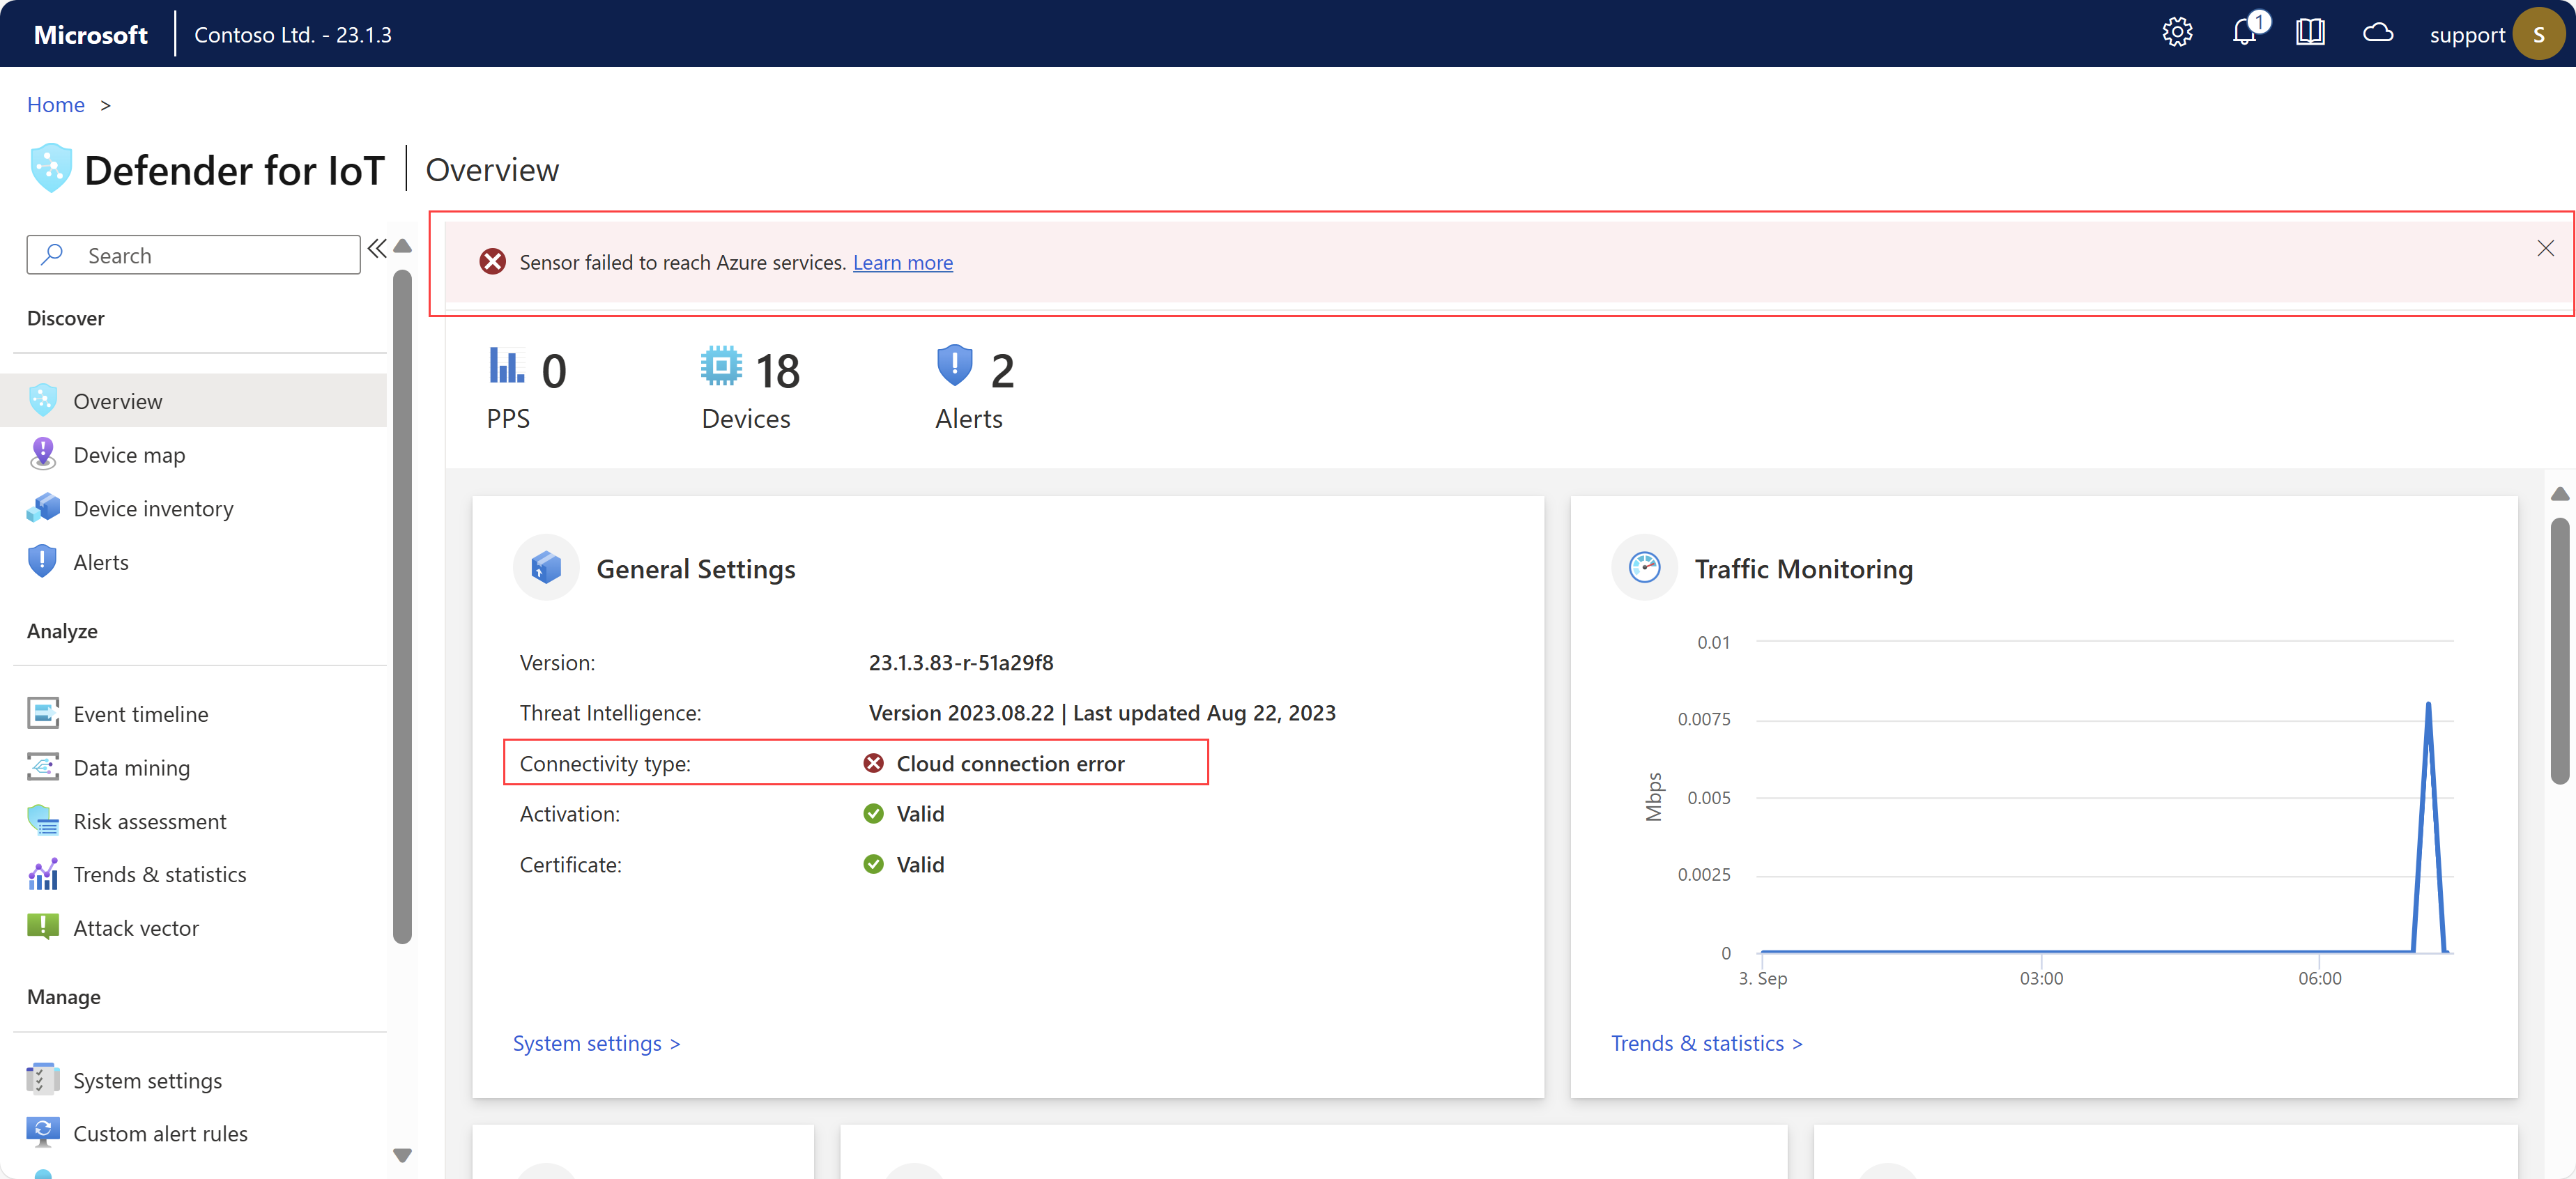 Microsoft
Contoso Ltd. - 23.1.3
1
support
S
Home >
Defender for IoT
Overview
Search
Sensor failed to reach Azure services. Learn more
Discover
Overview
Device map
Device inventory
Alerts
Analyze
Event timeline
Data mining
Risk assessment
Trends & statistics
Attack vector
Manage
System settings
Custom alert rules
0
PPS
18
Devices
2
Alerts
General Settings
Version: 23.1.3.83-r-51a29f8
Threat Intelligence: Version 2023.08.22 | Last updated Aug 22, 2023
Connectivity type: Cloud connection error
Activation: Valid
Certificate: Valid
System settings >
Traffic Monitoring
Mbps
0.01
0.0075
0.005
0.0025
0
3. Sep
03:00
06:00
Trends & statistics >